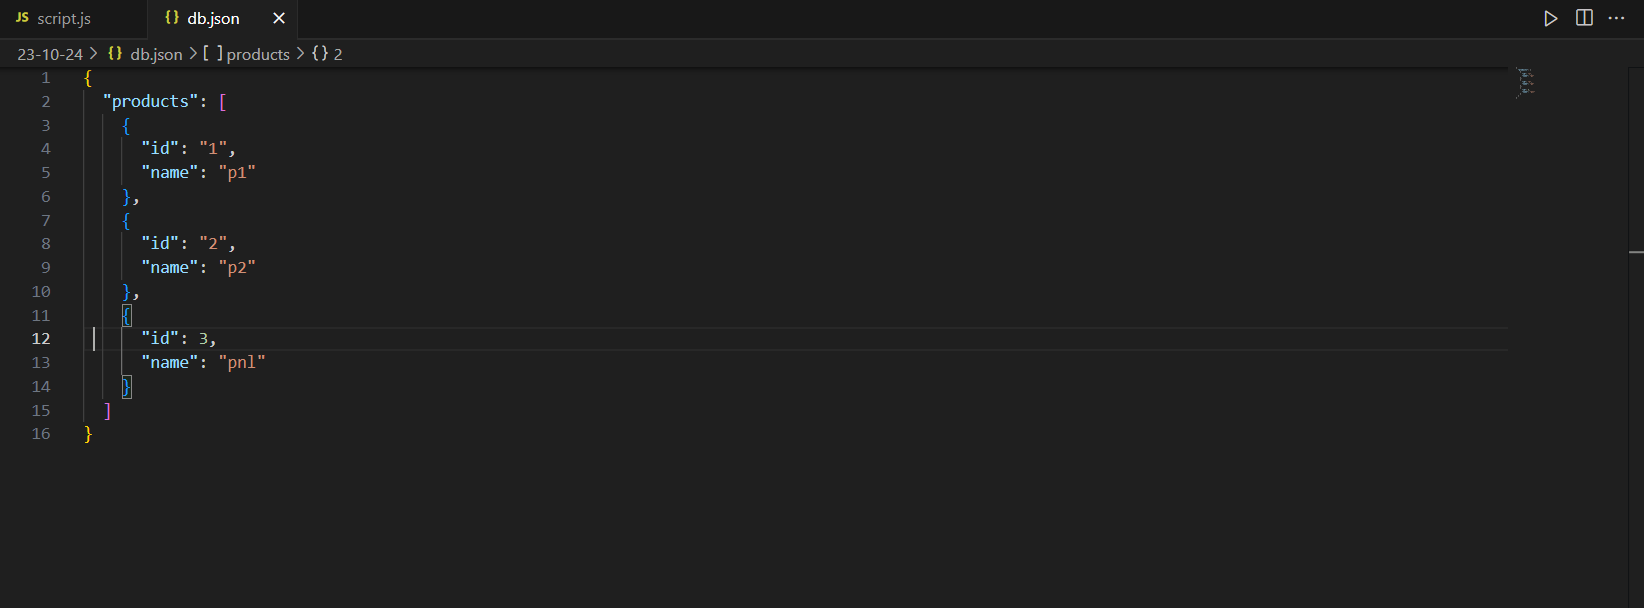 JS script.js {} db.json ×
23-10-24 > {} db.json > [ ] products > {} 2
1 {
2 "products": [
3 {
4 "id": "1",
5 "name": "p1"
6 },
7 {
8 "id": "2",
9 "name": "p2"
10 },
11 {
12 "id": 3,
13 "name": "pnl"
14 }
15 ]
16 }